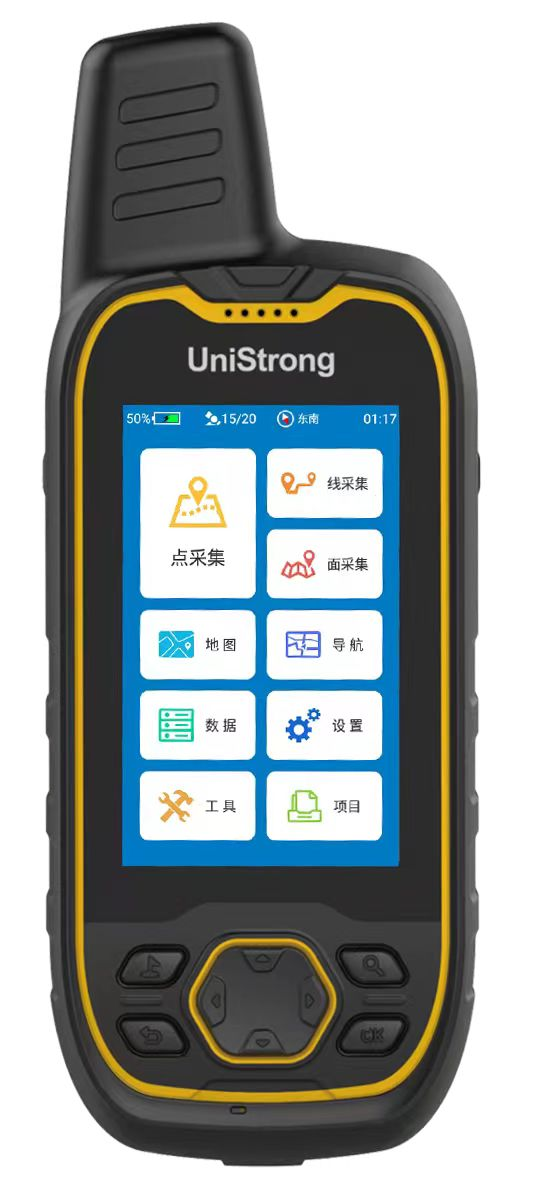 UniStrong
50% 15/20 东南 01:17
点采集
线采集
面采集
地图
导航
数据
设置
工具
项目
OK